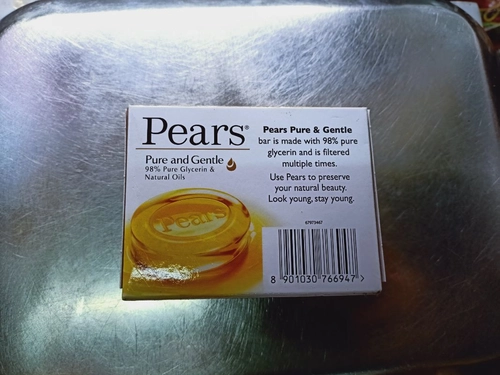 Pears®
Pure and Gentle
98% Pure Glycerin &
Natural Oils
Pears
Pears Pure & Gentle
bar is made with 98% pure
glycerin and is filtered
multiple times.
Use Pears to preserve
your natural beauty.
Look young, stay young.
8 901030 766947 >